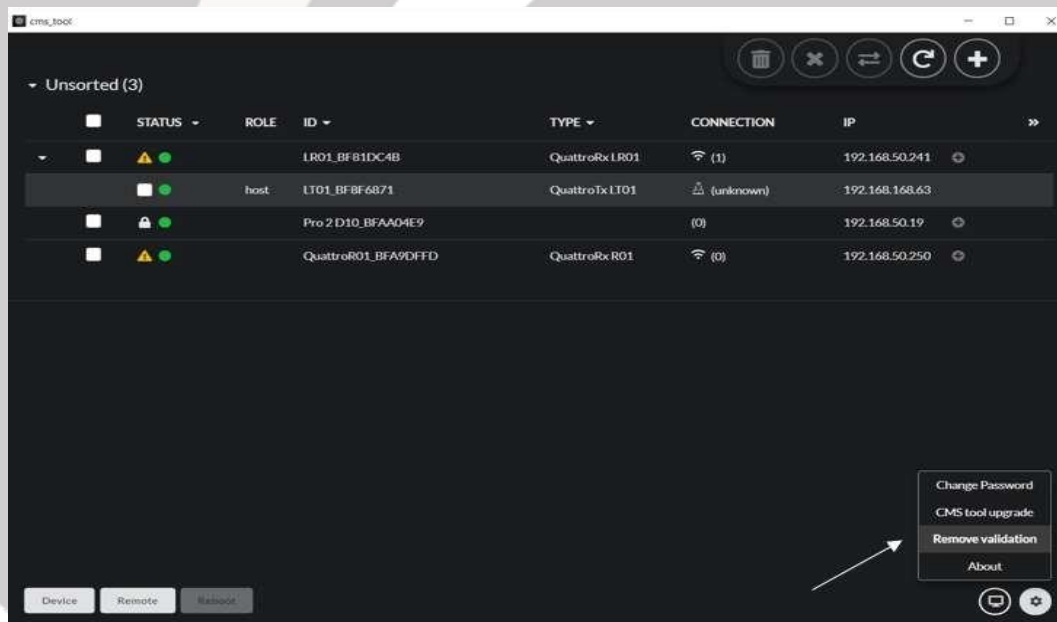 cms_tool
Unsorted (3)
STATUS ROLE ID TYPE CONNECTION IP »
LR01_BF81DC4B QuattroRx LR01 (1) 192.168.50.241
host LT01_BF8F6871 QuattroTx LT01 (unknown) 192.168.168.63
Pro 2 D10_BFAA04E9 (0) 192.168.50.19
QuattroR01_BFA9DFFD QuattroRx R01 (0) 192.168.50.250
Change Password
CMS tool upgrade
Remove validation
About
Device Remote Reboot